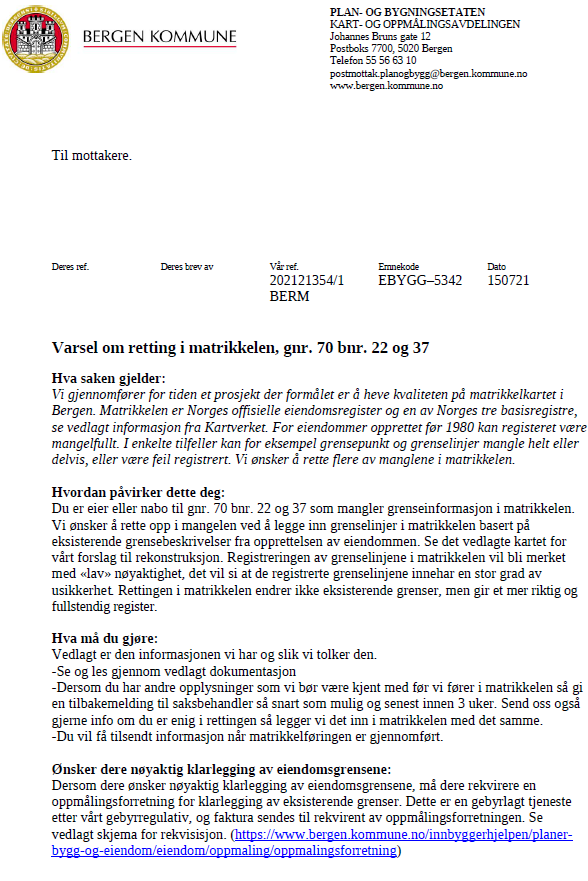 PLAN- OG BYGNINGSETATEN
KART- OG OPPMÅLINGSAVDELINGEN
BERGEN KOMMUNE
Johannes Bruns gate 12
Postboks 7700, 5020 Bergen
Telefon 55 56 63 10
postmottak.planogbygg@bergen.kommune.no
www.bergen.kommune.no
Til mottakere.
Deres ref. Deres brev av Vår ref. Emnekode Dato
202121354/1 EBYGG–5342 150721
BERM
Varsel om retting i matrikkelen, gnr. 70 bnr. 22 og 37
Hva saken gjelder:
Vi gjennomfører for tiden et prosjekt der formålet er å heve kvaliteten på matrikkelkartet i
Bergen. Matrikkelen er Norges offisielle eiendomsregister og en av Norges tre basisregistre,
se vedlagt informasjon fra Kartverket. For eiendommer opprettet før 1980 kan registeret være
mangelfullt. I enkelte tilfeller kan for eksempel grensepunkt og grenselinjer mangle helt eller
delvis, eller være feil registrert. Vi ønsker å rette flere av manglene i matrikkelen.
Hvordan påvirker dette deg:
Du er eier eller nabo til gnr. 70 bnr. 22 og 37 som mangler grenseinformasjon i matrikkelen.
Vi ønsker å rette opp i mangelen ved å legge inn grenselinjer i matrikkelen basert på
eksisterende grensebeskrivelser fra opprettelsen av eiendommen. Se det vedlagte kartet for
vårt forslag til rekonstruksjon. Registreringen av grenselinjene i matrikkelen vil bli merket
med «lav» nøyaktighet, det vil si at de registrerte grenselinjene innehar en stor grad av
usikkerhet. Rettingen i matrikkelen endrer ikke eksisterende grenser, men gir et mer riktig og
fullstendig register.
Hva må du gjøre:
Vedlagt er den informasjonen vi har og slik vi tolker den.
-Se og les gjennom vedlagt dokumentasjon
-Dersom du har andre opplysninger som vi bør være kjent med før vi fører i matrikkelen så gi
en tilbakemelding til saksbehandler så snart som mulig og senest innen 3 uker. Send oss også
gjerne info om du er enig i rettingen så legger vi det inn i matrikkelen med det samme.
-Du vil få tilsendt informasjon når matrikkelføringen er gjennomført.
Ønsker dere nøyaktig klarlegging av eiendomsgrensene:
Dersom dere ønsker nøyaktig klarlegging av eiendomsgrensene, må dere rekvirere en
oppmålingsforretning for klarlegging av eksisterende grenser. Dette er en gebyrlagt tjeneste
etter vårt gebyrregulativ, og faktura sendes til rekvirent av oppmålingsforretningen. Se
vedlagt skjema for rekvisisjon. (https://www.bergen.kommune.no/innbyggerhjelpen/planer-
bygg-og-eiendom/eiendom/oppmaling/oppmalingsforretning)